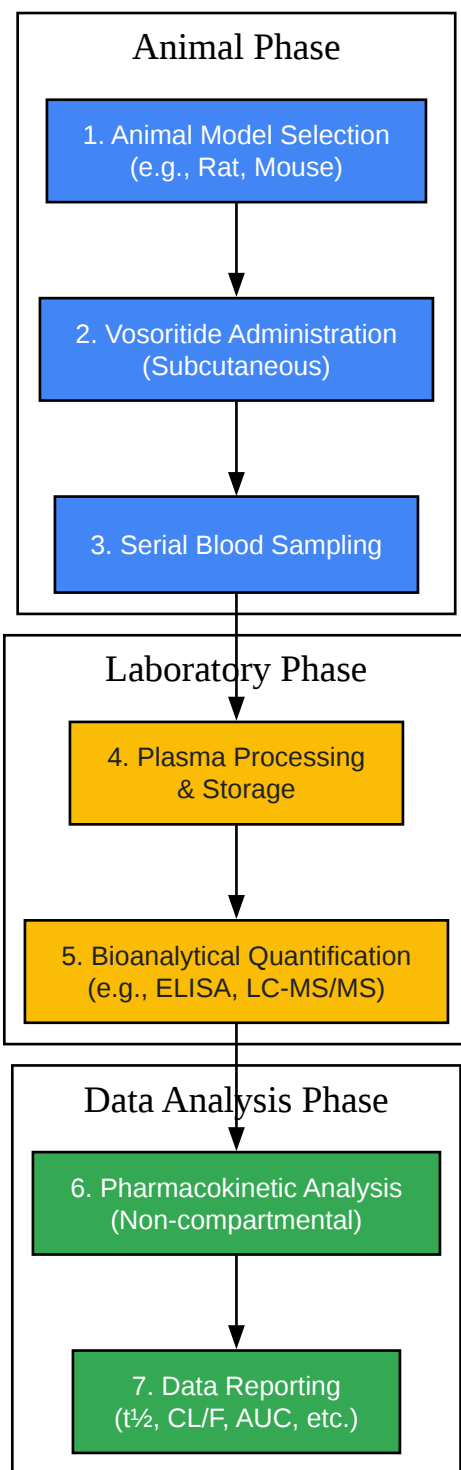 Animal Phase
1. Animal Model Selection
(e.g., Rat, Mouse)
2. Vosoritide Administration
(Subcutaneous)
3. Serial Blood Sampling
Laboratory Phase
4. Plasma Processing
& Storage
5. Bioanalytical Quantification
(e.g., ELISA, LC-MS/MS)
Data Analysis Phase
6. Pharmacokinetic Analysis
(Non-compartmental)
7. Data Reporting
(t½, CL/F, AUC, etc.)